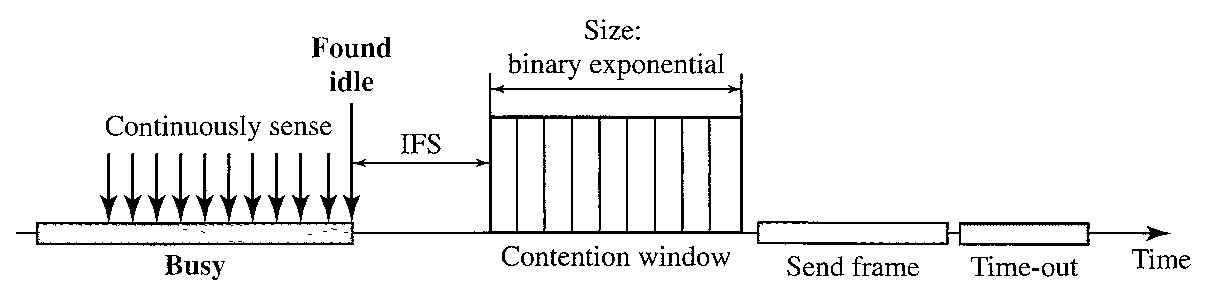 Size:
binary exponential
Found
idle
Continuously sense
IFS
Contention window
Busy
Send frame
Time-out
Time